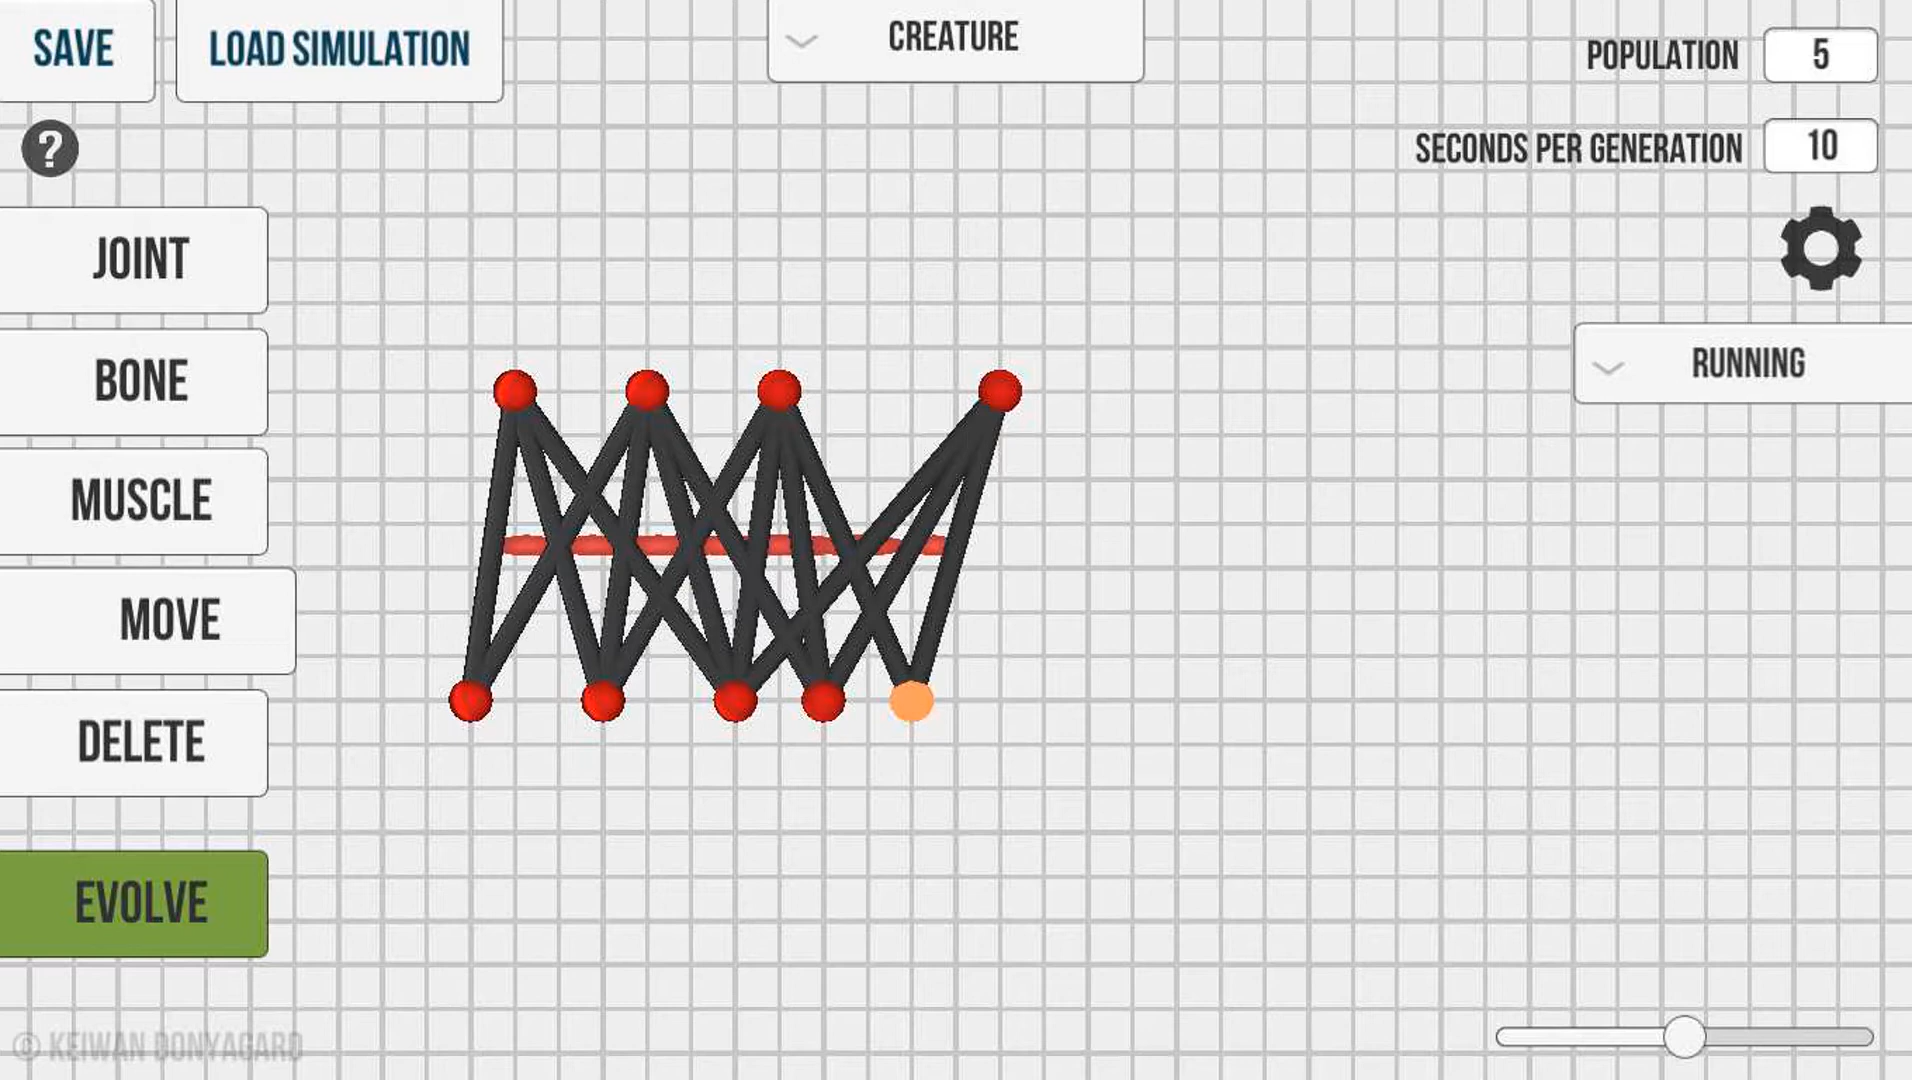 SAVE
LOAD SIMULATION
CREATURE
POPULATION 5
?
SECONDS PER GENERATION 10
JOINT
BONE
RUNNING
MUSCLE
MOVE
DELETE
EVOLVE
© KEIWAN DONYAGARD